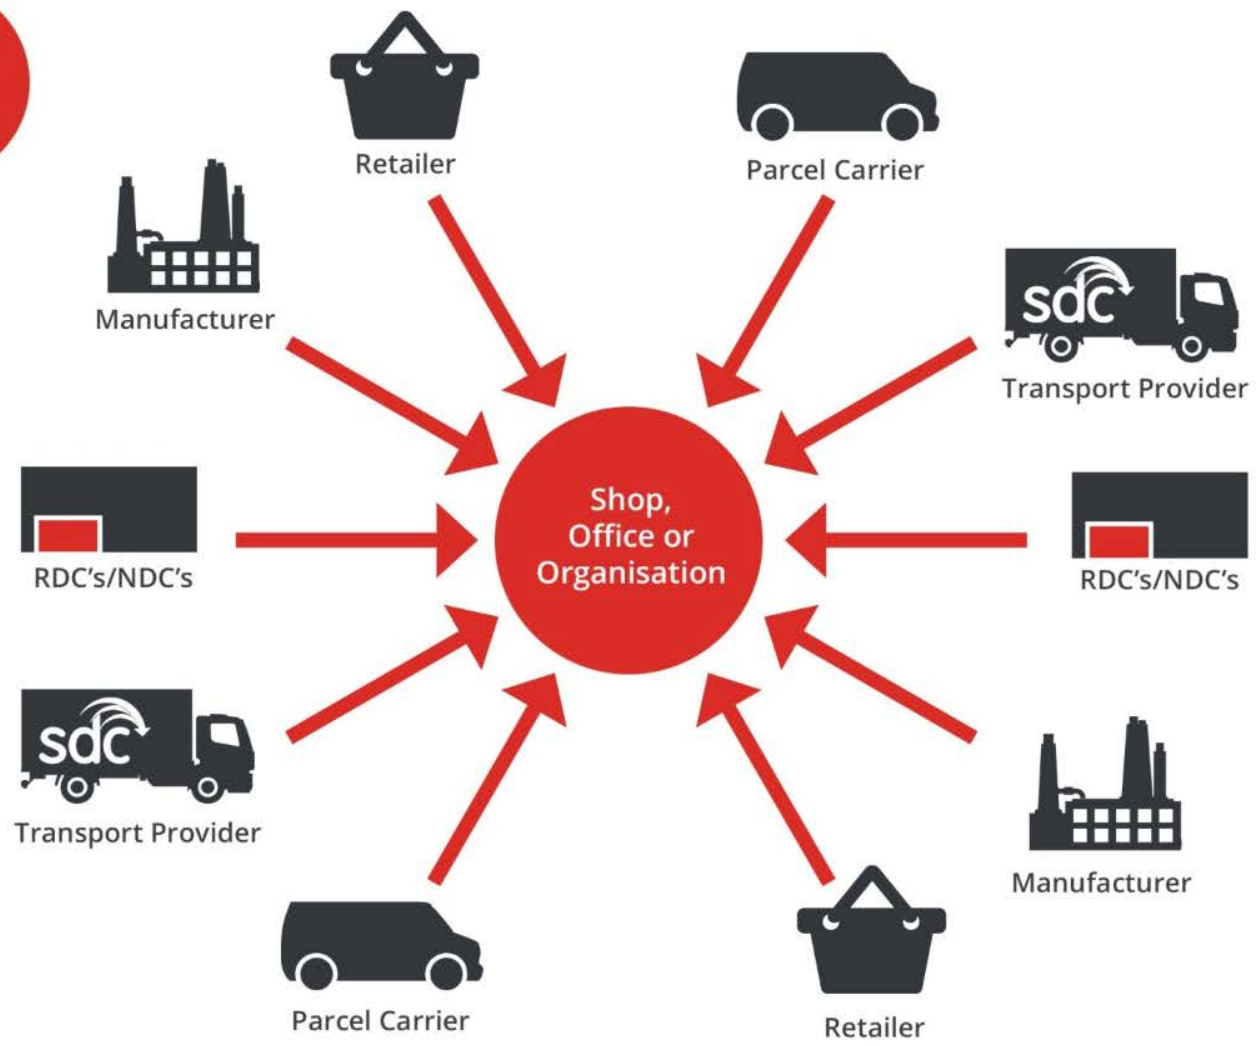 Retailer
Parcel Carrier
Manufacturer
sdc
Transport Provider
Shop,
Office or
Organisation
RDC's/NDC's
RDC's/NDC's
sdc
Transport Provider
Manufacturer
Parcel Carrier
Retailer